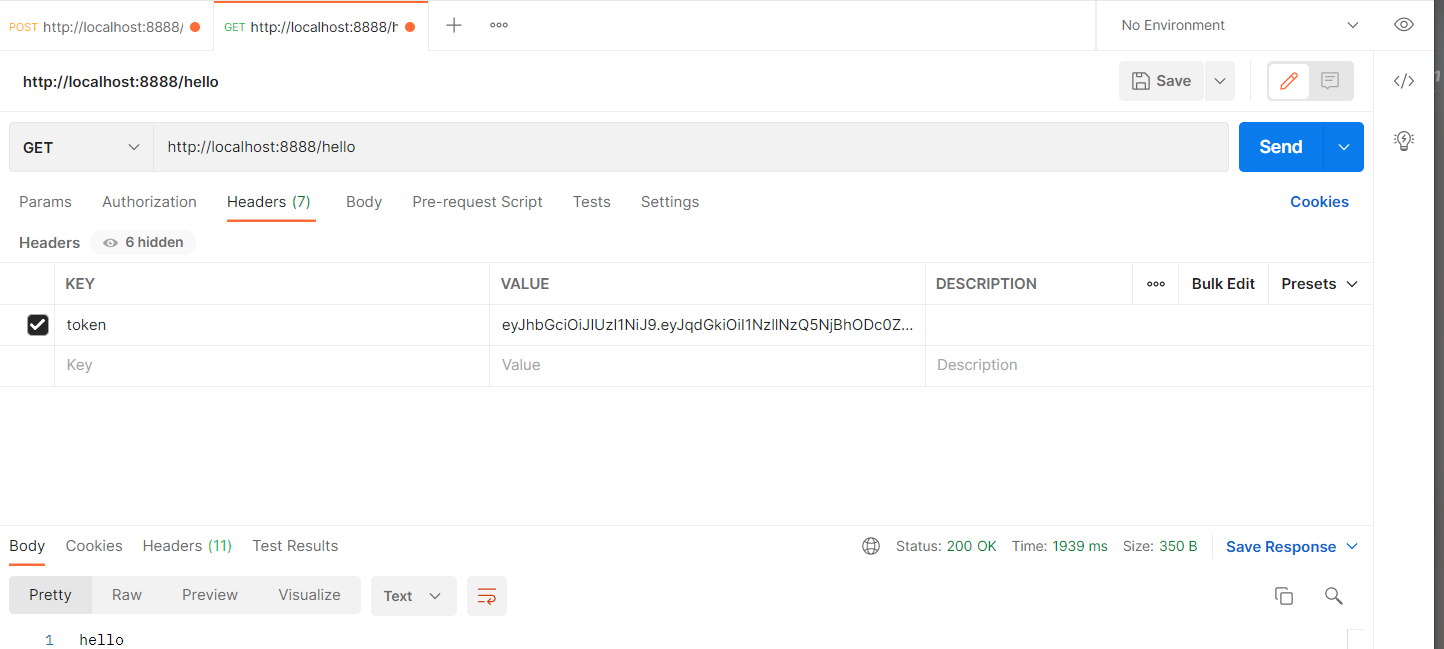 POST http://localhost:8888/
GET http://localhost:8888/h
No Environment
http://localhost:8888/hello
Save
GET http://localhost:8888/hello Send
Params Authorization Headers (7) Body Pre-request Script Tests Settings Cookies
Headers 6 hidden
KEY VALUE DESCRIPTION Bulk Edit Presets
token eyJhbGciOiJIUzI1NiJ9.eyJqdGkiOiI1NzllNzQ5NjBhODc0Z...
Key Value Description
Body Cookies Headers (11) Test Results Status: 200 OK Time: 1939 ms Size: 350 B Save Response
Pretty Raw Preview Visualize Text
1 hello